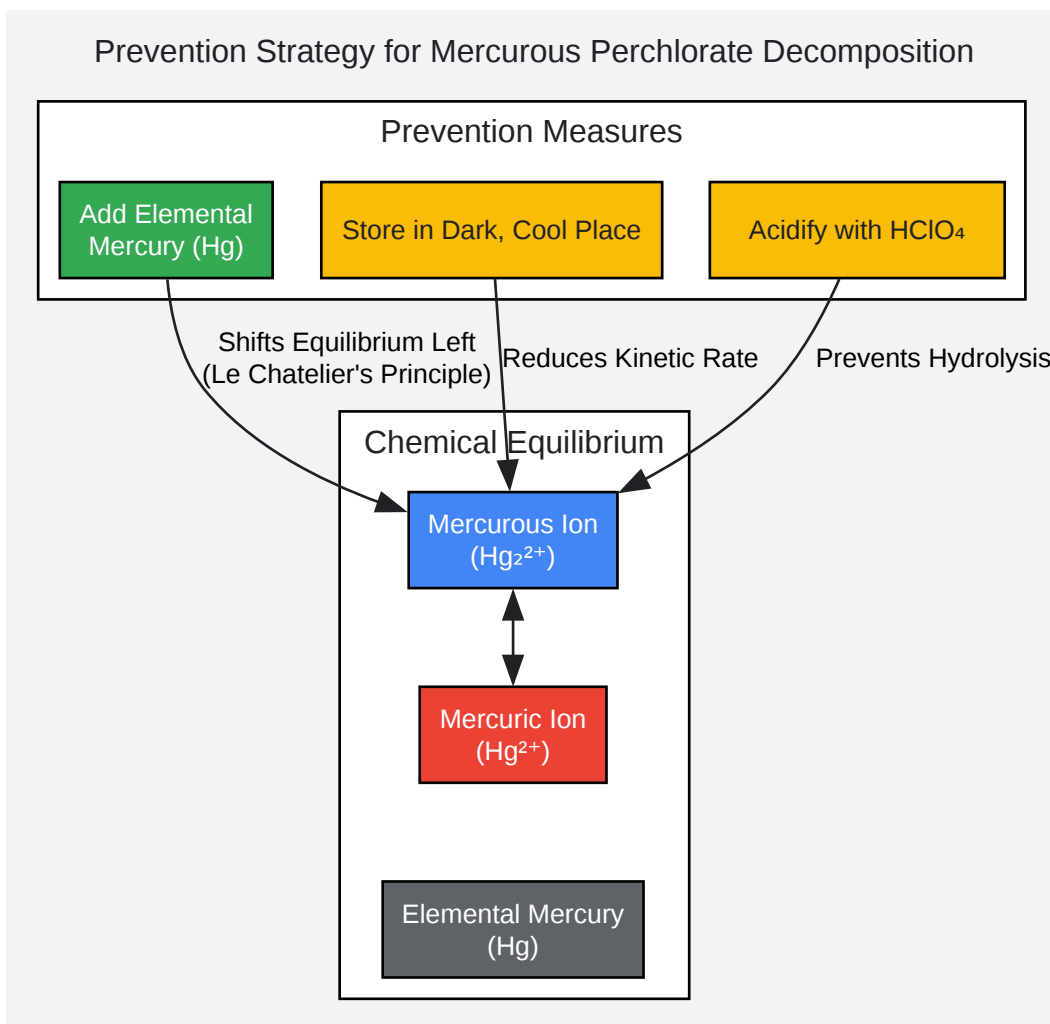 Prevention Strategy for Mercurous Perchlorate Decomposition
Prevention Measures
Add Elemental
Mercury (Hg)
Store in Dark, Cool Place
Acidify with HClO₄
Shifts Equilibrium Left
(Le Chatelier's Principle)
Reduces Kinetic Rate
Prevents Hydrolysis
Chemical Equilibrium
Mercurous Ion
(Hg₂²⁺)
Mercuric Ion
(Hg²⁺)
Elemental Mercury
(Hg)